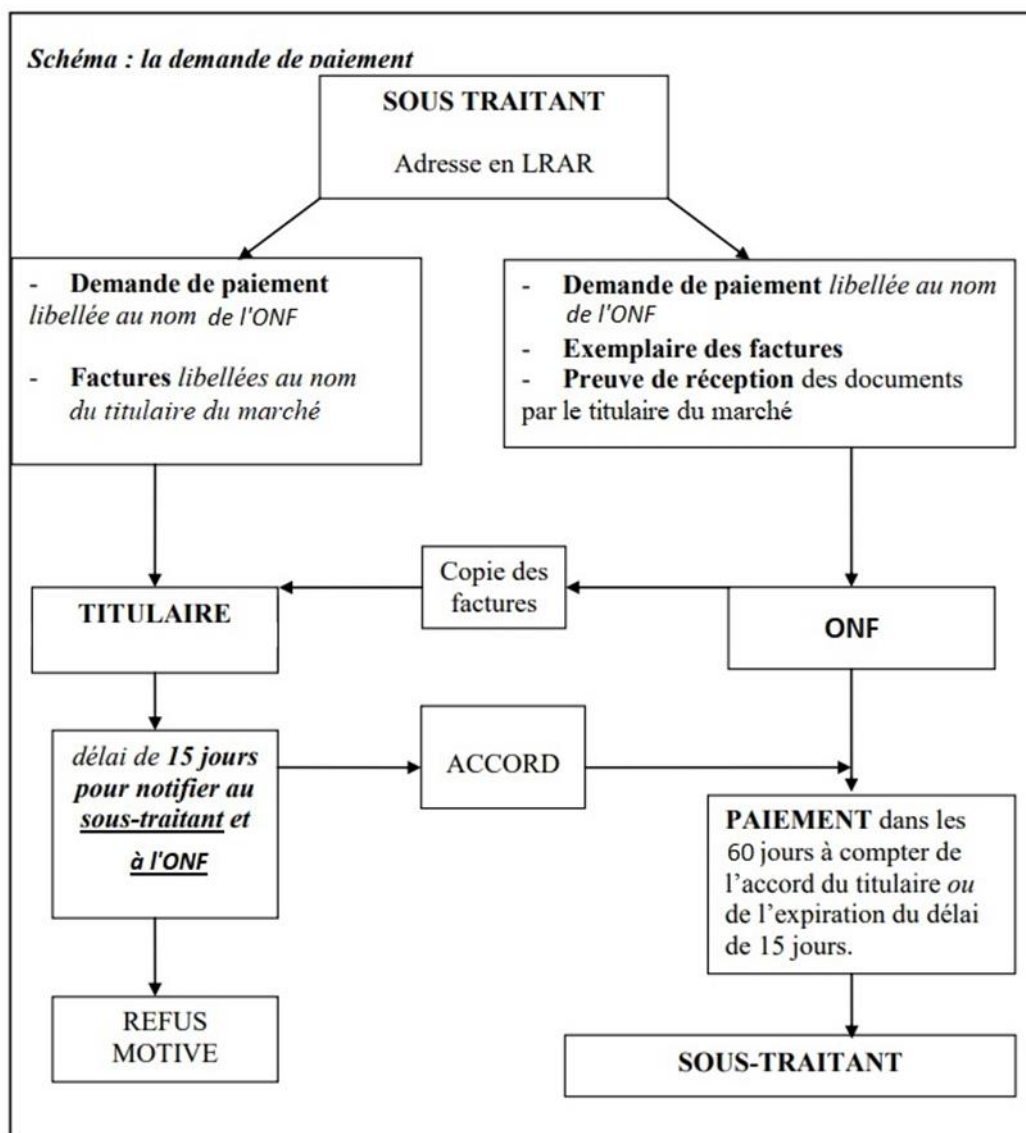 Schéma : la demande de paiement
SOUS TRAITANT
Adresse en LRAR
- Demande de paiement
libellée au nom de l'ONF
- Factures libellées au nom
du titulaire du marché
- Demande de paiement libellée au nom
de l'ONF
- Exemplaire des factures
- Preuve de réception des documents
par le titulaire du marché
Copie des
factures
TITULAIRE
ONF
délai de 15 jours
pour notifier au
sous-traitant et
à l'ONF
ACCORD
PAIEMENT dans les
60 jours à compter de
l’accord du titulaire ou
de l’expiration du délai
de 15 jours.
REFUS
MOTIVE
SOUS-TRAITANT